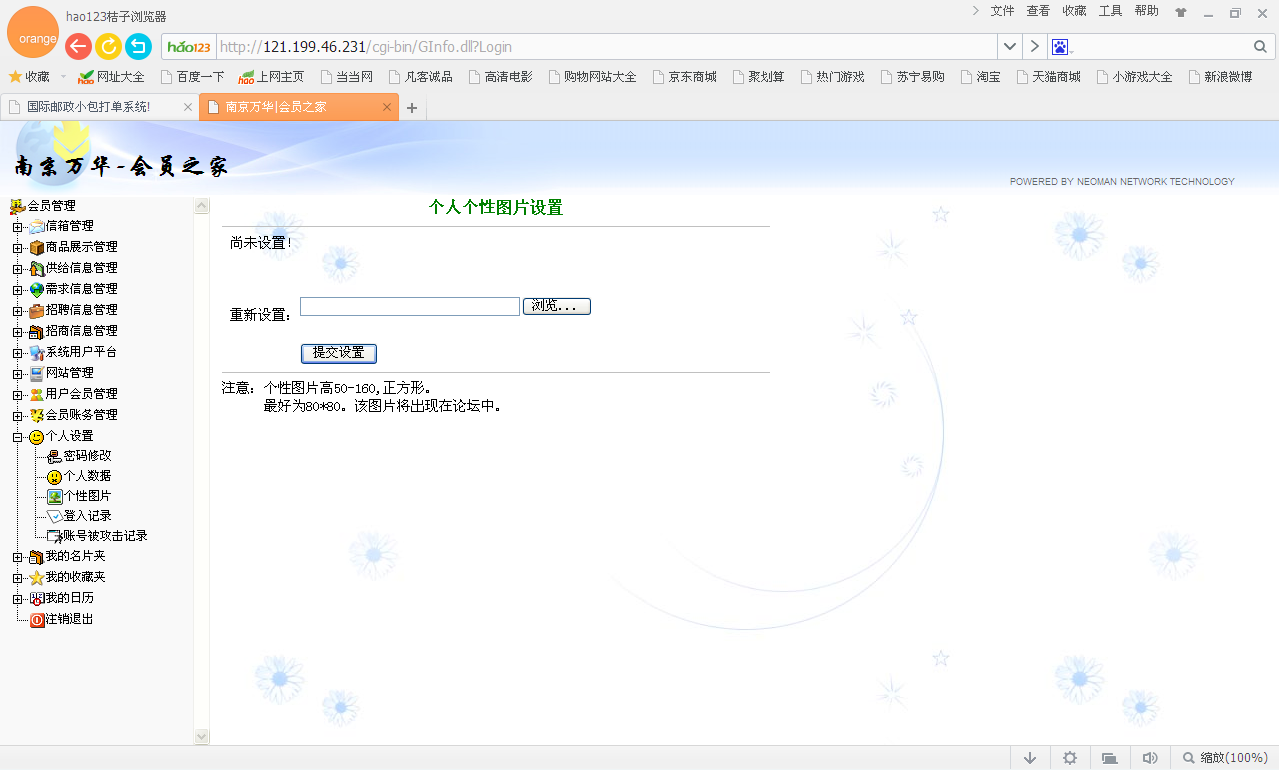 hao123桔子浏览器
文件 查看 收藏 工具 帮助
orange
hao123 http://121.199.46.231/cgi-bin/GInfo.dll?Login
收藏 网址大全 百度一下 上网主页 当当网 凡客诚品 高清电影 购物网站大全 京东商城 聚划算 热门游戏 苏宁易购 淘宝 天猫商城 小游戏大全 新浪微博
国际邮政小包打单系统! 南京万华|会员之家
南京万华-会员之家
POWERED BY NEOMAN NETWORK TECHNOLOGY
会员管理
信箱管理
商品展示管理
供给信息管理
需求信息管理
招聘信息管理
招商信息管理
系统用户平台
网站管理
用户会员管理
会员账务管理
个人设置
密码修改
个人数据
个性图片
登入记录
账号被攻击记录
我的名片夹
我的收藏夹
我的日历
注销退出
个人个性图片设置
尚未设置!
重新设置: 浏览...
提交设置
注意: 个性图片高50-160,正方形。
最好为80*80。该图片将出现在论坛中。
缩放(100%)